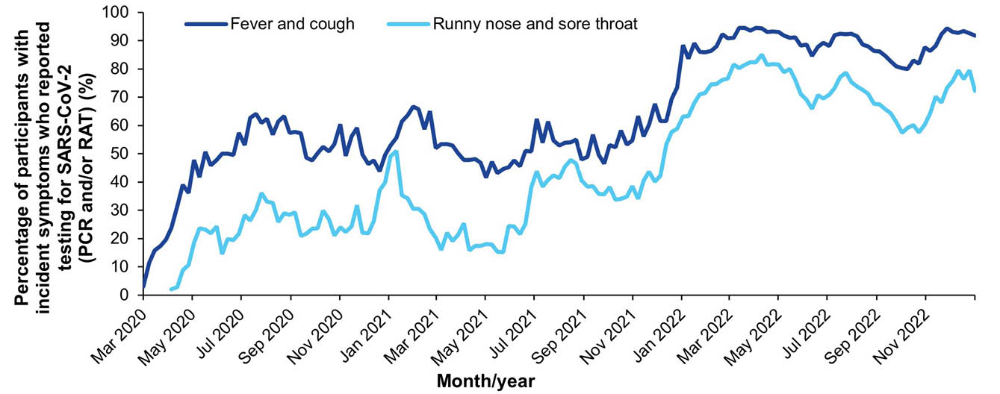 Fever and cough
Runny nose and sore throat
Percentage of participants with
incident symptoms who reported
testing for SARS-CoV-2
(PCR and/or RAT) (%)
100
90
80
70
60
50
40
30
20
10
0
Mar 2020
May 2020
Jul 2020
Sep 2020
Nov 2020
Jan 2021
Mar 2021
May 2021
Jul 2021
Sep 2021
Nov 2021
Jan 2022
Mar 2022
May 2022
Jul 2022
Sep 2022
Nov 2022
Month/year